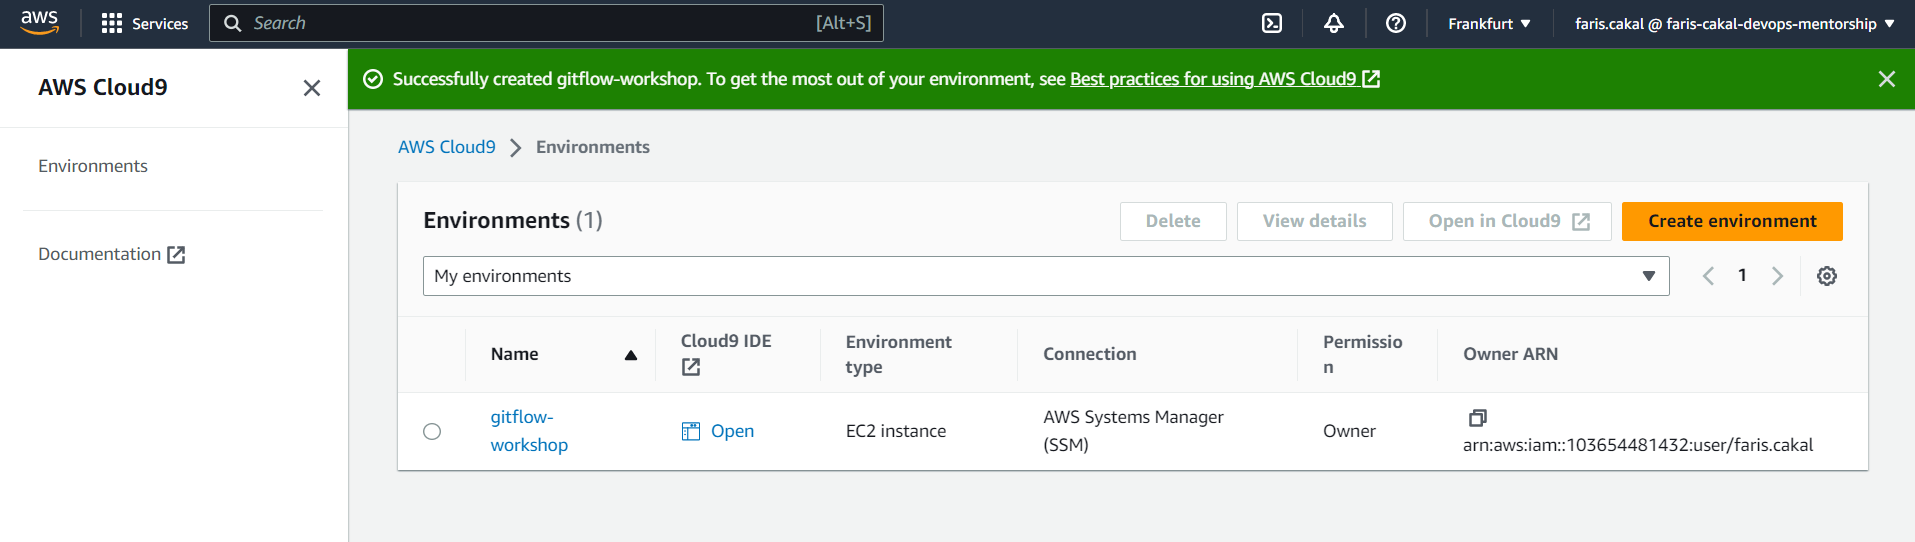 aws
Services
Search
[Alt+S]
Frankfurt
faris.cakal @ faris-cakal-devops-mentorship
AWS Cloud9
Environments
Documentation
Successfully created gitflow-workshop. To get the most out of your environment, see Best practices for using AWS Cloud9
AWS Cloud9 Environments
Environments (1)
Delete
View details
Open in Cloud9
Create environment
My environments
1
Name
Cloud9 IDE
Environment
type
Connection
Permissio
n
Owner ARN
gitflow-
workshop
Open
EC2 instance
AWS Systems Manager
(SSM)
Owner
arn:aws:iam::103654481432:user/faris.cakal